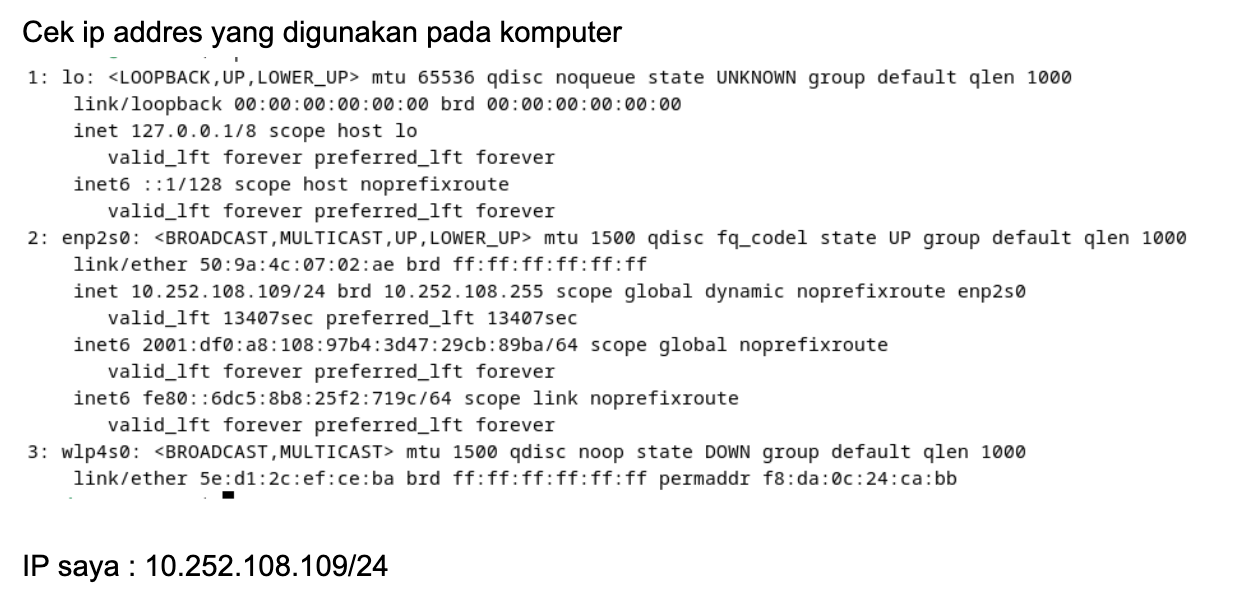 Cek ip addres yang digunakan pada komputer
1: lo: <LOOPBACK,UP,LOWER_UP> mtu 65536 qdisc noqueue state UNKNOWN group default qlen 1000
link/loopback 00:00:00:00:00:00 brd 00:00:00:00:00:00
inet 127.0.0.1/8 scope host lo
valid_lft forever preferred_lft forever
inet6 ::1/128 scope host noprefixroute
valid_lft forever preferred_lft forever
2: enp2s0: <BROADCAST,MULTICAST,UP,LOWER_UP> mtu 1500 qdisc fq_codel state UP group default qlen 1000
link/ether 50:9a:4c:07:02:ae brd ff:ff:ff:ff:ff:ff
inet 10.252.108.109/24 brd 10.252.108.255 scope global dynamic noprefixroute enp2s0
valid_lft 13407sec preferred_lft 13407sec
inet6 2001:df0:a8:108:97b4:3d47:29cb:89ba/64 scope global noprefixroute
valid_lft forever preferred_lft forever
inet6 fe80::6dc5:8b8:25f2:719c/64 scope link noprefixroute
valid_lft forever preferred_lft forever
3: wlp4s0: <BROADCAST,MULTICAST> mtu 1500 qdisc noop state DOWN group default qlen 1000
link/ether 5e:d1:2c:ef:ce:ba brd ff:ff:ff:ff:ff:ff permaddr f8:da:0c:24:ca:bb
IP saya : 10.252.108.109/24